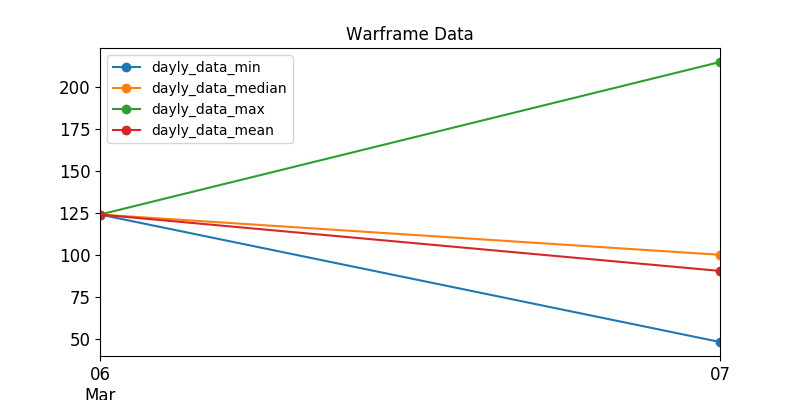 Warframe Data
dayly_data_min
dayly_data_median
dayly_data_max
dayly_data_mean
200
175
150
125
100
75
50
06
07
Mar